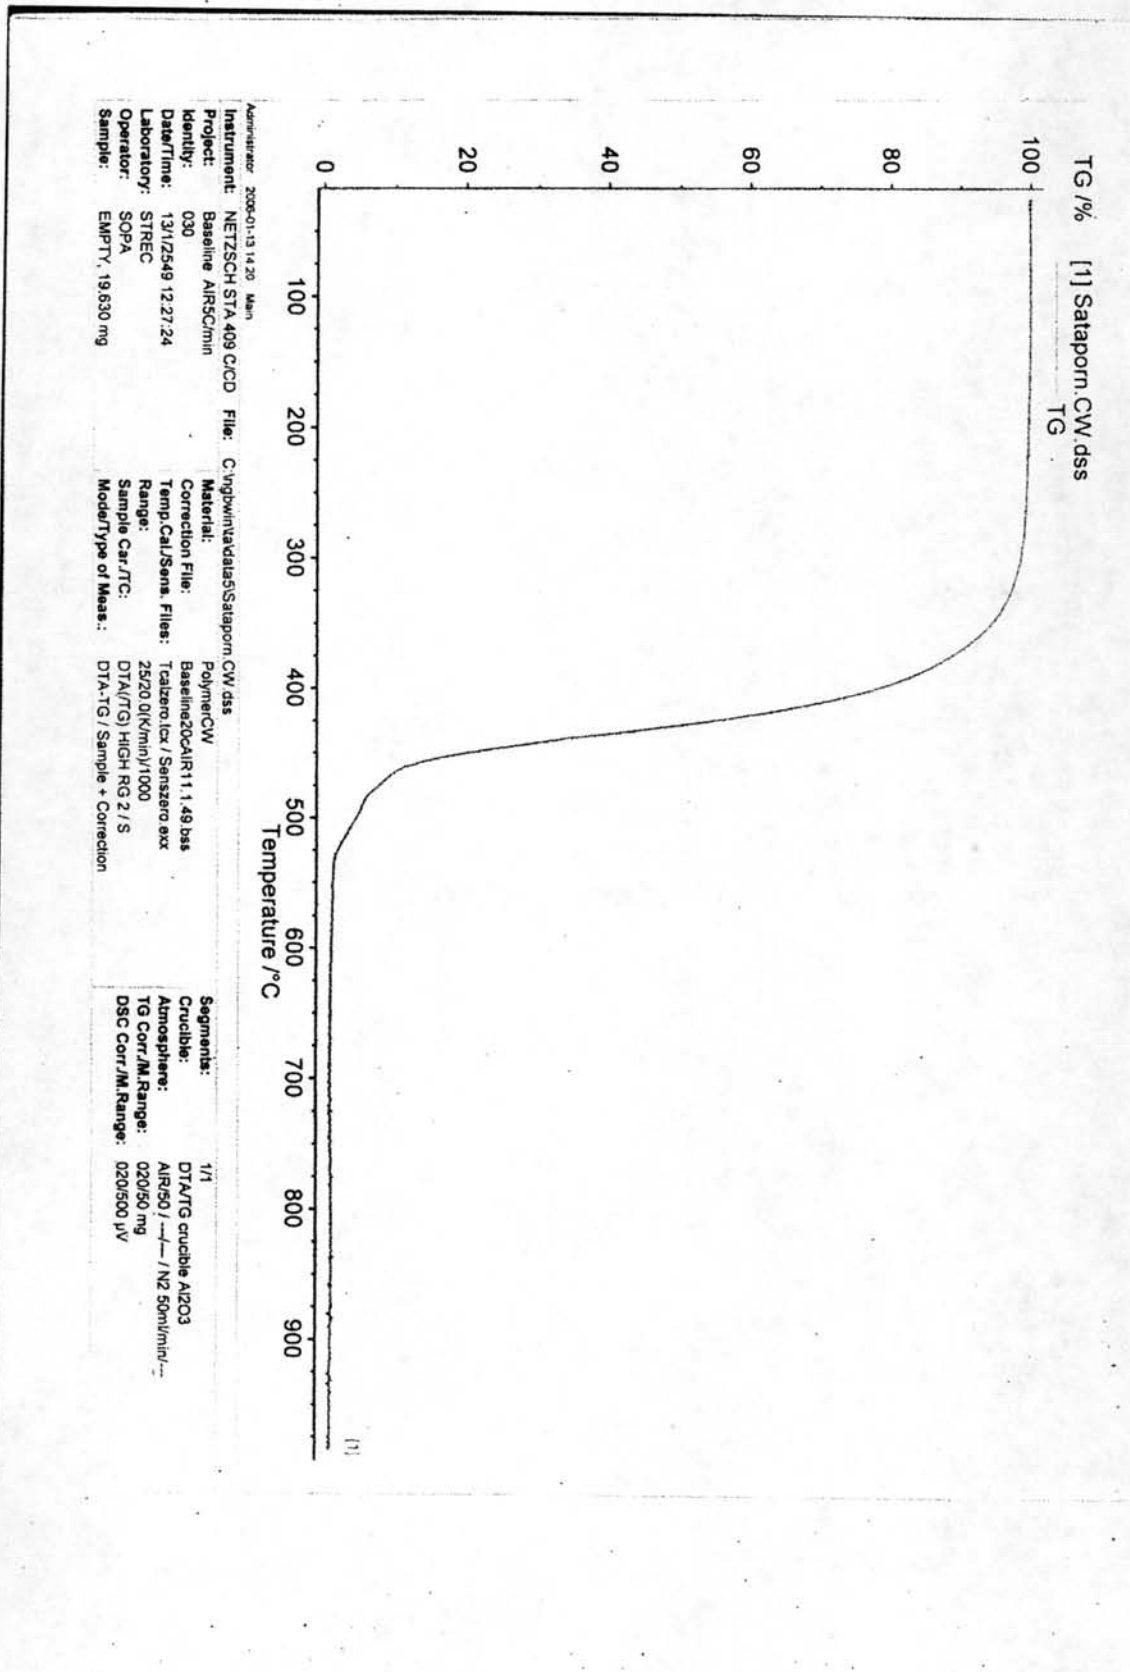 TG /% [1] Sataporn.CW.dss
TG
100
80
60
40
20
0
100 200 300 400 500 600 700 800 900
Temperature /°C
[1]
Administrator 2006-01-13 14:20 Main
Instrument: NETZSCH STA 409 C/CD File: C:\ngbwin\ta\data5\Sataporn.CW.dss
Project: Baseline AIR5C/min Material: PolymerCW Segments: 1/1
Identity: 030 Correction File: Baseline20cAIR11.1.49.bss Crucible: DTA/TG crucible Al2O3
Date/Time: 13/1/2549 12:27:24 Temp.Cal./Sens. Files: Tcalzero.tcx / Senszero.exx Atmosphere: AIR/50 / ---/--- / N2 50ml/min/---
Laboratory: STREC Range: 25/20.0(K/min)/1000 TG Corr./M.Range: 020/50 mg
Operator: SOPA Sample Car./TC: DTA(/TG) HIGH RG 2 / S DSC Corr./M.Range: 020/500 µV
Sample: EMPTY, 19.630 mg Mode/Type of Meas.: DTA-TG / Sample + Correction